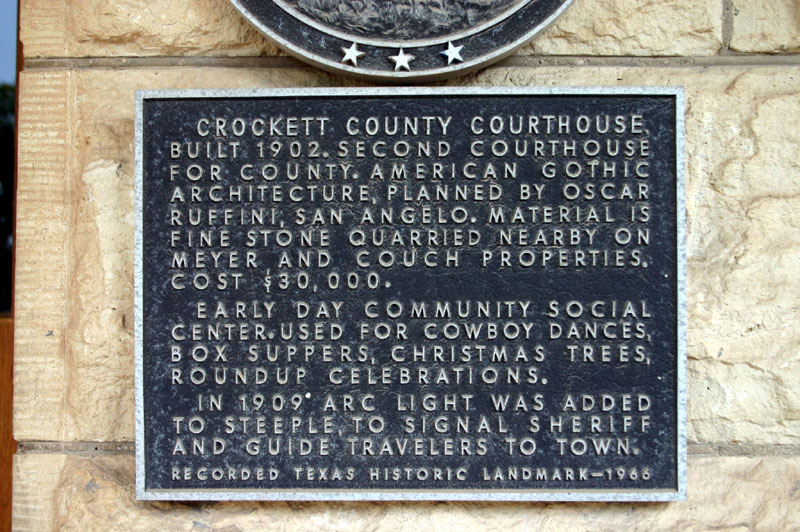 CROCKETT COUNTY COURTHOUSE,
BUILT 1902. SECOND COURTHOUSE
FOR COUNTY. AMERICAN GOTHIC
ARCHITECTURE, PLANNED BY OSCAR
RUFFINI, SAN ANGELO. MATERIAL IS
FINE STONE QUARRIED NEARBY ON
MEYER AND COUCH PROPERTIES.
COST $30,000.
EARLY DAY COMMUNITY SOCIAL
CENTER. USED FOR COWBOY DANCES,
BOX SUPPERS, CHRISTMAS TREES,
ROUNDUP CELEBRATIONS.
IN 1909 ARC LIGHT WAS ADDED
TO STEEPLE, TO SIGNAL SHERIFF
AND GUIDE TRAVELERS TO TOWN.
RECORDED TEXAS HISTORIC LANDMARK—1966